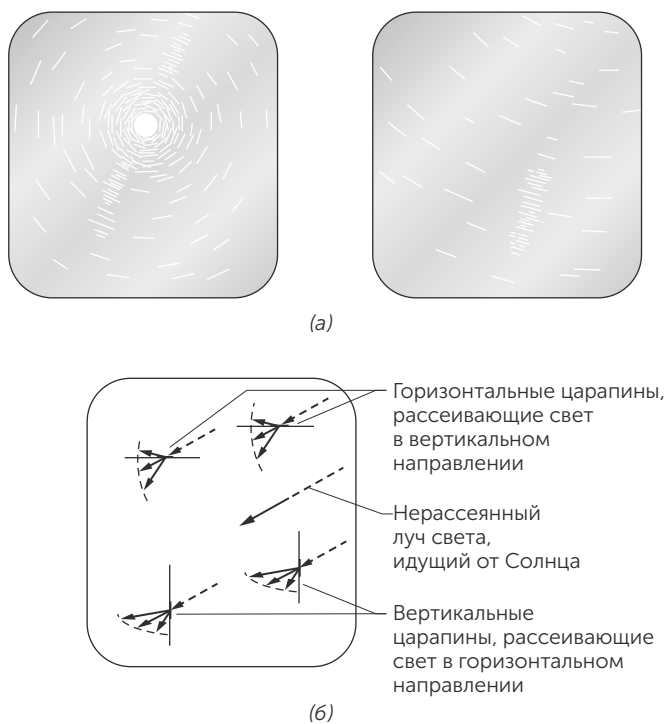 (а)
Горизонтальные царапины,
рассеивающие свет
в вертикальном
направлении
Нерассеянный
луч света,
идущий от Солнца
Вертикальные
царапины, рассеивающие
свет в горизонтальном
направлении
(б)